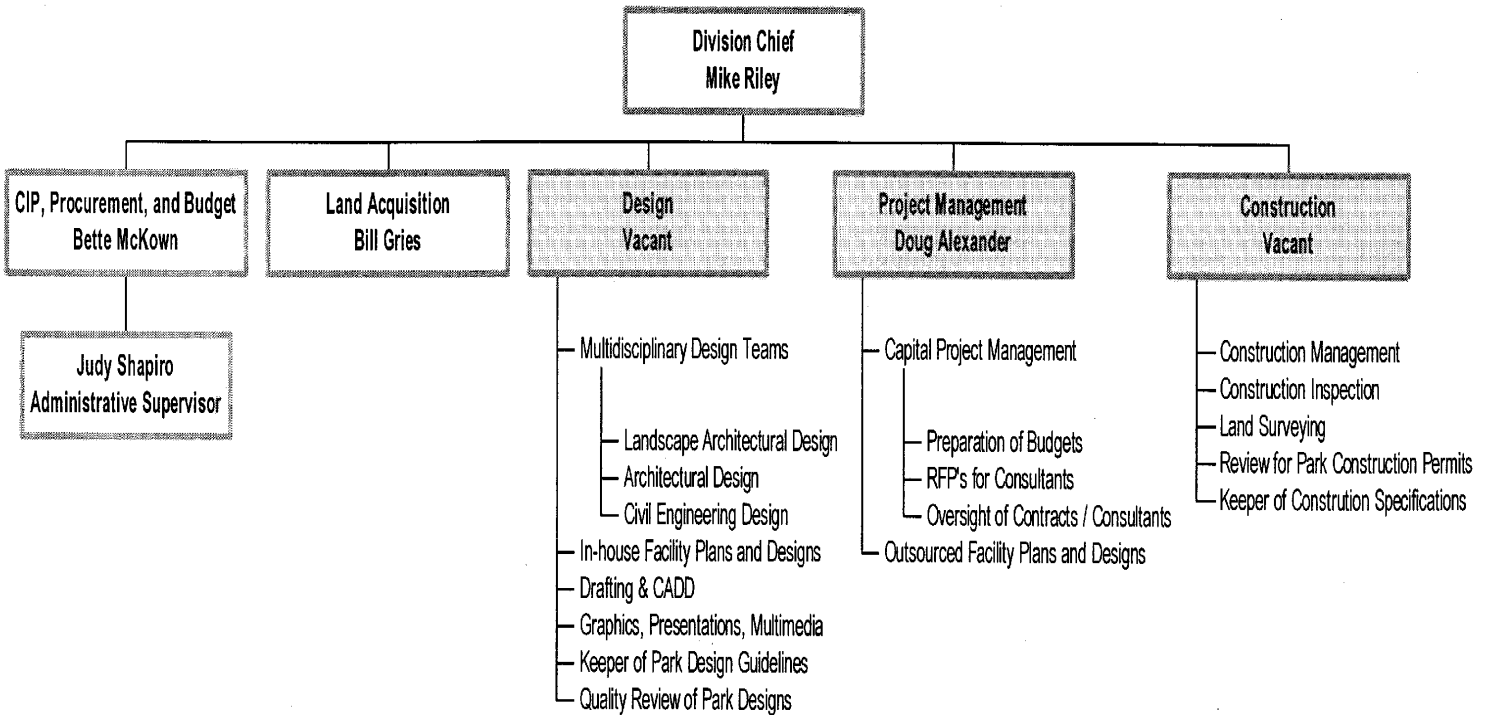 Division Chief
Mike Riley
CIP, Procurement, and Budget
Bette McKown
Land Acquisition
Bill Gries
Design
Vacant
Project Management
Doug Alexander
Construction
Vacant
Judy Shapiro
Administrative Supervisor
Multidisciplinary Design Teams
Landscape Architectural Design
Architectural Design
Civil Engineering Design
In-house Facility Plans and Designs
Drafting & CADD
Graphics, Presentations, Multimedia
Keeper of Park Design Guidelines
Quality Review of Park Designs
Capital Project Management
Preparation of Budgets
RFP's for Consultants
Oversight of Contracts / Consultants
Outsourced Facility Plans and Designs
Construction Management
Construction Inspection
Land Surveying
Review for Park Construction Permits
Keeper of Constrution Specifications